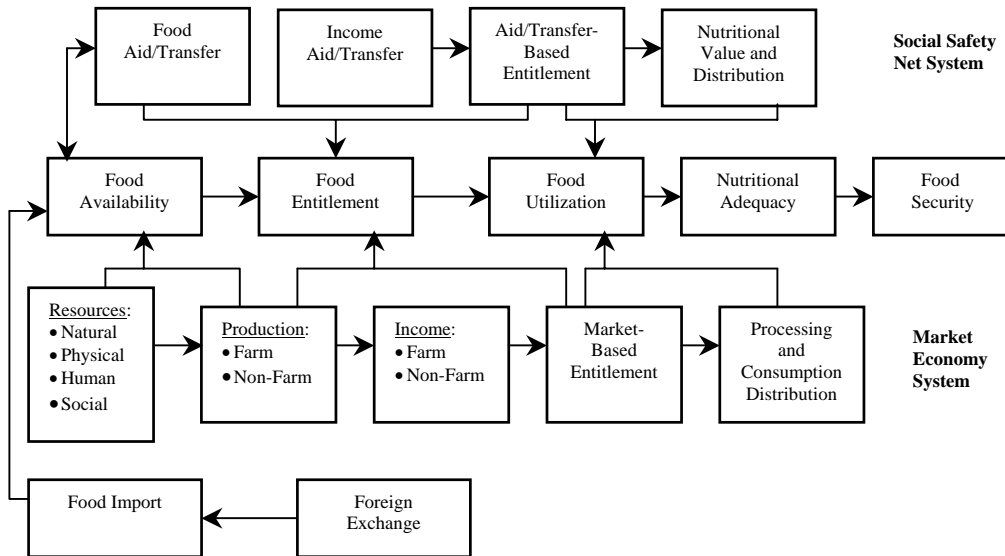 Food
Aid/Transfer
Income
Aid/Transfer
Aid/Transfer-
Based
Entitlement
Nutritional
Value and
Distribution
Social Safety
Net System
Food
Availability
Food
Entitlement
Food
Utilization
Nutritional
Adequacy
Food
Security
Resources:
• Natural
• Physical
• Human
• Social
Production:
• Farm
• Non-Farm
Income:
• Farm
• Non-Farm
Market-
Based
Entitlement
Processing
and
Consumption
Distribution
Market
Economy
System
Food Import
Foreign
Exchange